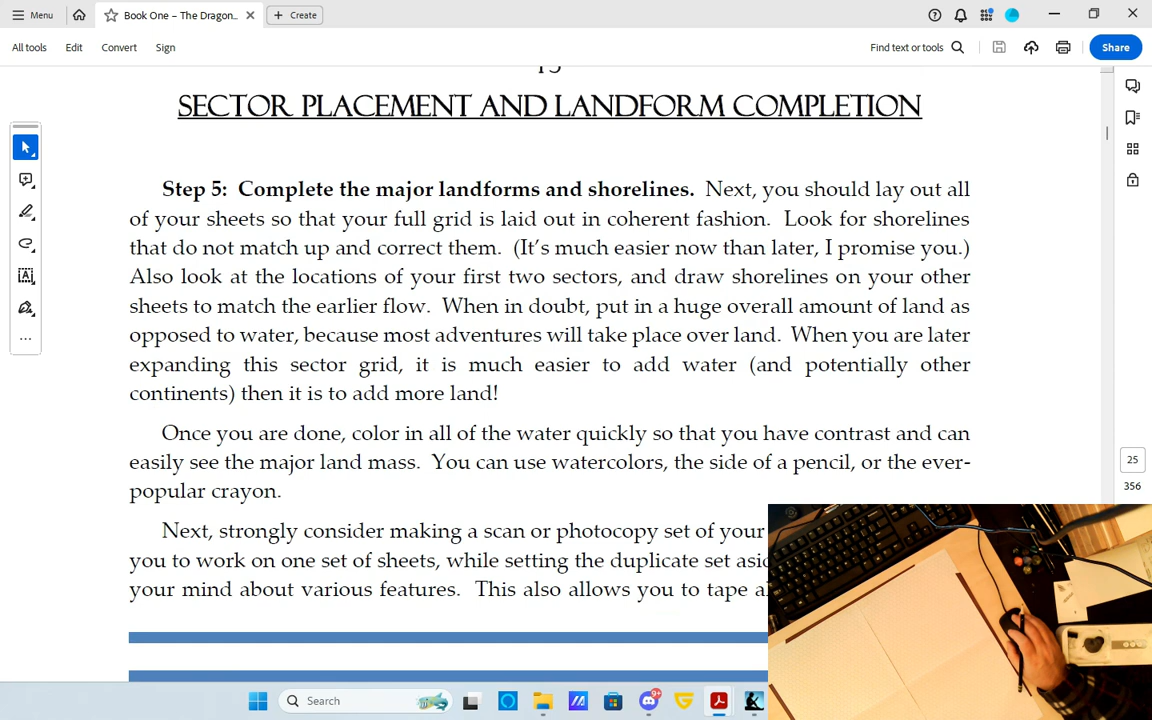 Menu
Book One – The Dragon...
Create
All tools
Edit
Convert
Sign
Find text or tools
Share
SECTOR PLACEMENT AND LANDFORM COMPLETION
Step 5: Complete the major landforms and shorelines. Next, you should lay out all
of your sheets so that your full grid is laid out in coherent fashion. Look for shorelines
that do not match up and correct them. (It's much easier now than later, I promise you.)
Also look at the locations of your first two sectors, and draw shorelines on your other
sheets to match the earlier flow. When in doubt, put in a huge overall amount of land as
opposed to water, because most adventures will take place over land. When you are later
expanding this sector grid, it is much easier to add water (and potentially other
continents) then it is to add more land!
Once you are done, color in all of the water quickly so that you have contrast and can
easily see the major land mass. You can use watercolors, the side of a pencil, or the ever-
popular crayon.
Next, strongly consider making a scan or photocopy set of your
you to work on one set of sheets, while setting the duplicate set
your mind about various features. This also allows you to tape
25
356
Search
9+